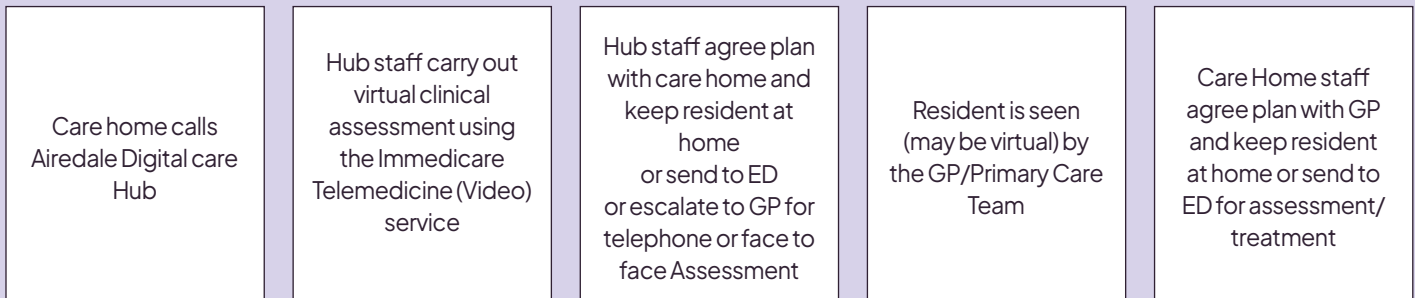 Care home calls
Airedale Digital care
Hub
Hub staff carry out
virtual clinical
assessment using
the Immedicare
Telemedicine (Video)
service
Hub staff agree plan
with care home and
keep resident at
home
or send to ED
or escalate to GP for
telephone or face to
face Assessment
Resident is seen
(may be virtual) by
the GP/Primary Care
Team
Care Home staff
agree plan with GP
and keep resident
at home or send to
ED for assessment/
treatment